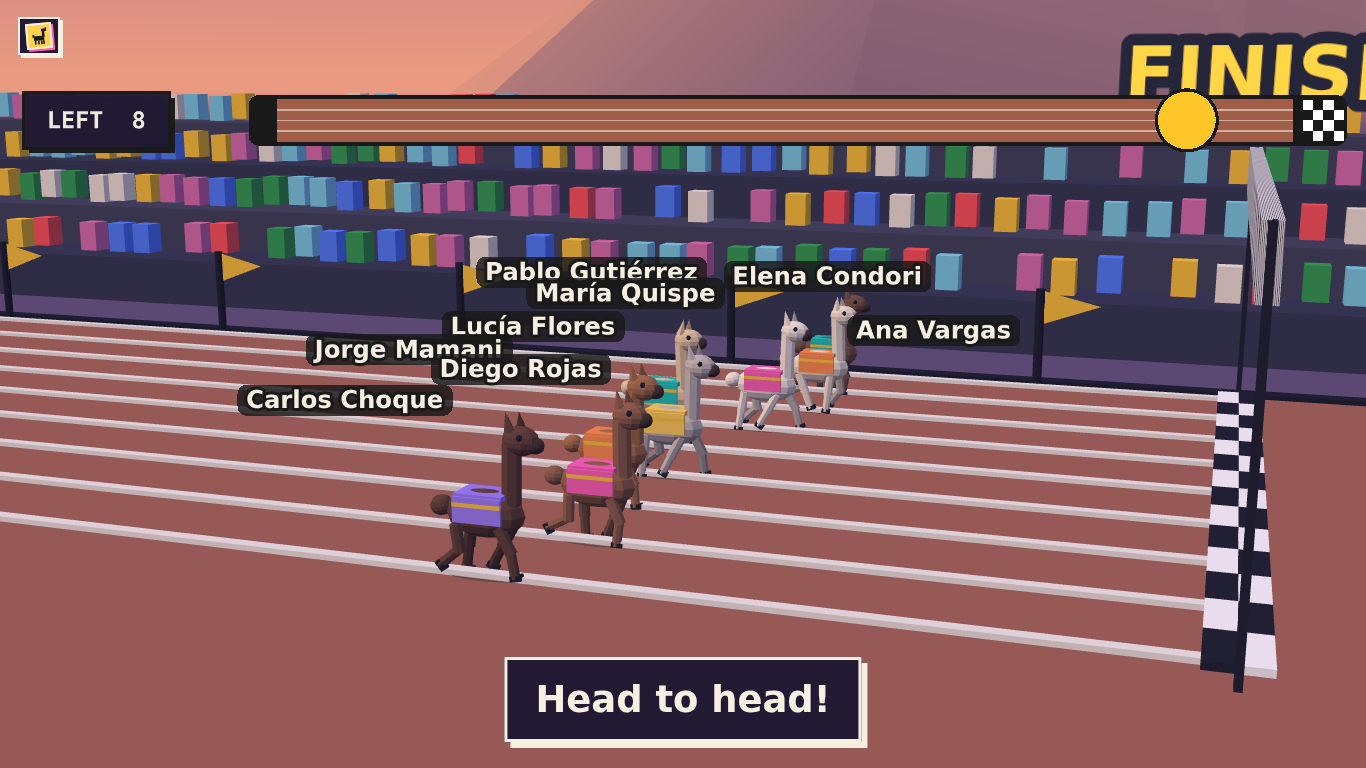 FINIS
LEFT 8
Pablo Gutiérrez
Elena Condori
María Quispe
Lucía Flores
Ana Vargas
Jorge Mamani
Diego Rojas
Carlos Choque
Head to head!